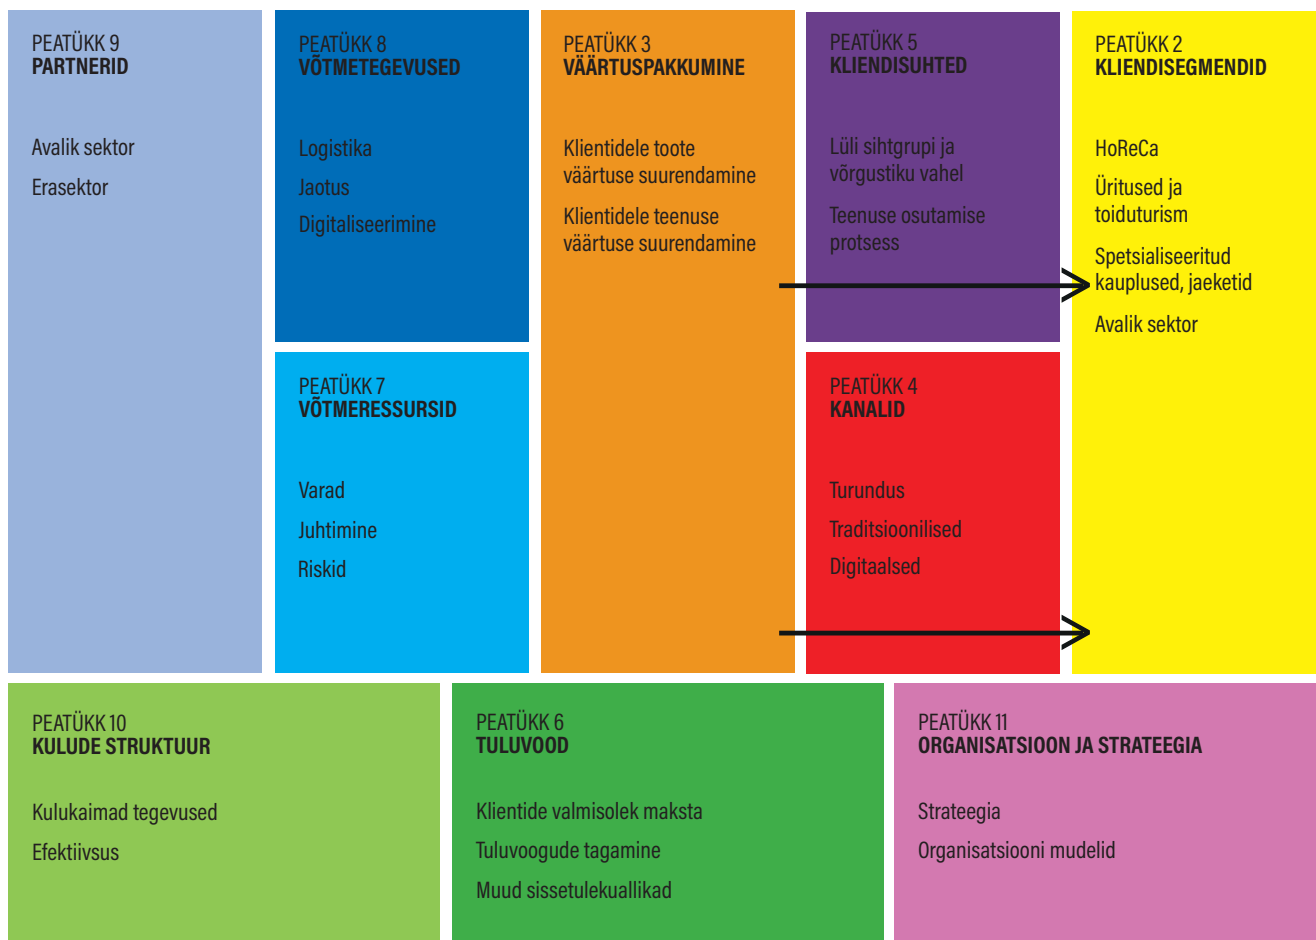 PEATÜKK 9
PARTNERID
Avalik sektor
Erasektor
PEATÜKK 8
VÕTMETEGEVUSED
Logistika
Jaotus
Digitaliseerimine
PEATÜKK 7
VÕTMERESSURSID
Varad
Juhtimine
Riskid
PEATÜKK 3
VÄÄRTUSPAKKUMINE
Klientidele toote
väärtuse suurendamine
Klientidele teenuse
väärtuse suurendamine
PEATÜKK 5
KLIENDISUHTED
Lüli sihtgrupi ja
võrgustiku vahel
Teenuse osutamise
protsess
PEATÜKK 4
KANALID
Turundus
Traditsioonilised
Digitaalsed
PEATÜKK 2
KLIENDISEGMENDID
HoReCa
Üritused ja
toiduturism
Spetsialiseeritud
kauplused, jaeketid
Avalik sektor
PEATÜKK 10
KULUDE STRUKTUUR
Kulukaimad tegevused
Efektiivsus
PEATÜKK 6
TULUVOOD
Klientide valmisolek maksta
Tuluvoogude tagamine
Muud sissetulekuallikad
PEATÜKK 11
ORGANISATSIOON JA STRATEEGIA
Strateegia
Organisatsiooni mudelid